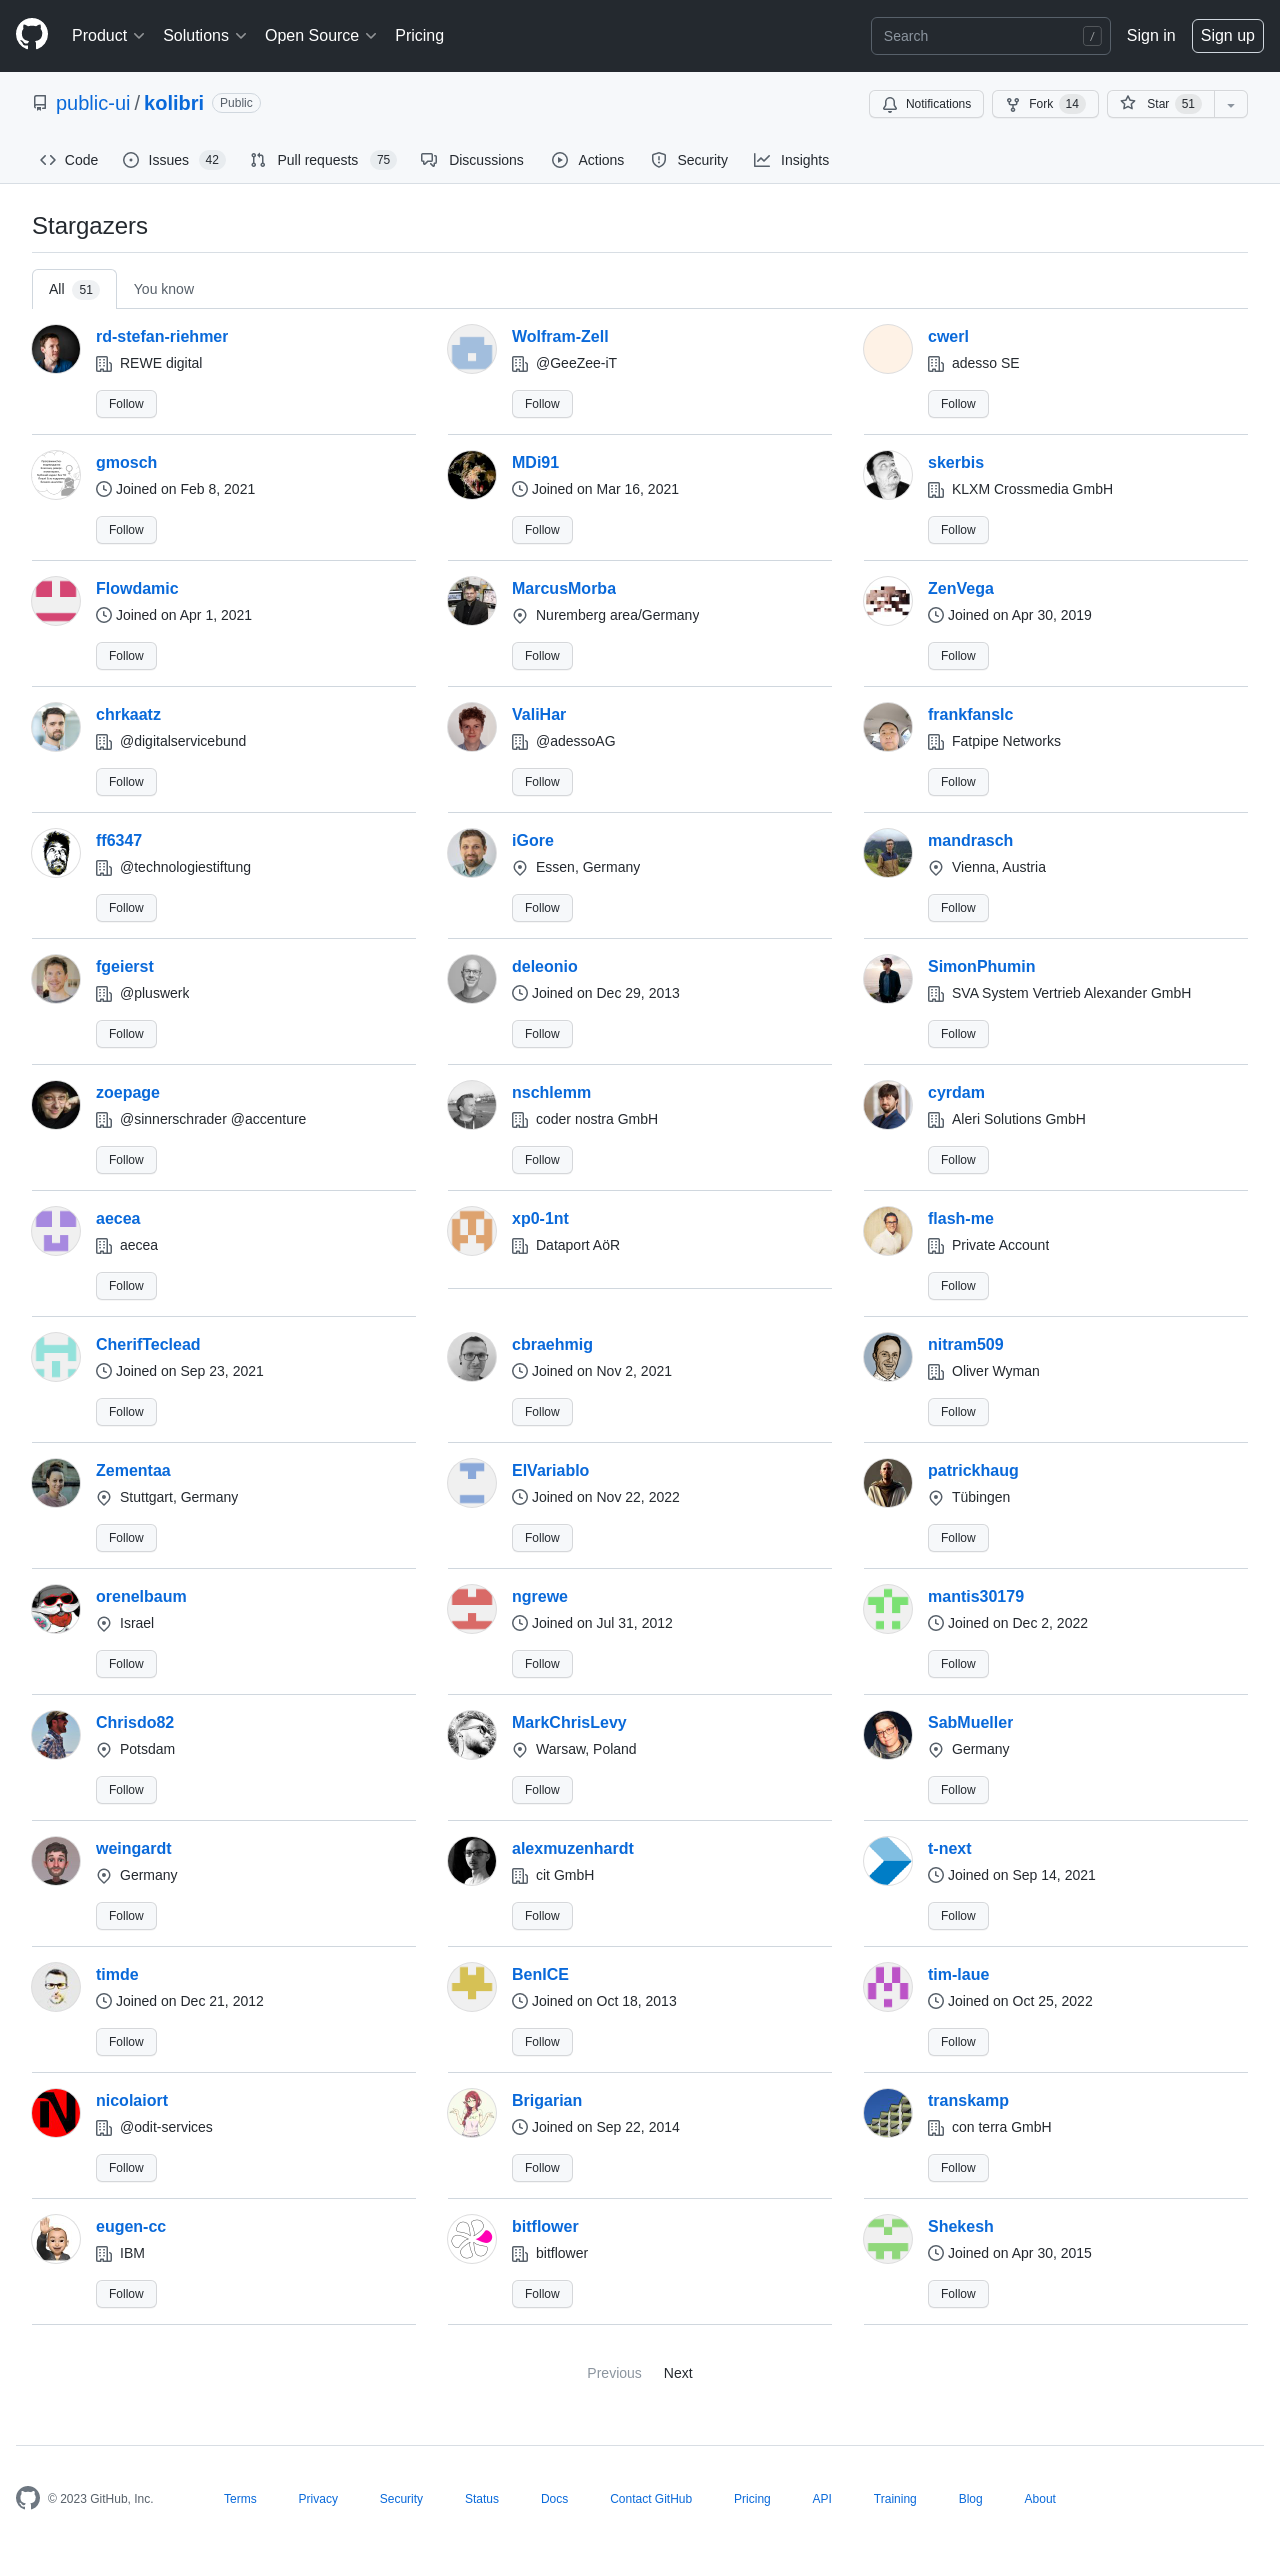 Product Solutions Open Source Pricing Search / Sign in Sign up
public-ui / kolibri Public Notifications Fork 14 Star 51
Code Issues 42 Pull requests 75 Discussions Actions Security Insights
Stargazers
All 51 You know
rd-stefan-riehmer
REWE digital
Follow
Wolfram-Zell
@GeeZee-iT
Follow
cwerl
adesso SE
Follow
gmosch
Joined on Feb 8, 2021
Follow
MDi91
Joined on Mar 16, 2021
Follow
skerbis
KLXM Crossmedia GmbH
Follow
Flowdamic
Joined on Apr 1, 2021
Follow
MarcusMorba
Nuremberg area/Germany
Follow
ZenVega
Joined on Apr 30, 2019
Follow
chrkaatz
@digitalservicebund
Follow
ValiHar
@adessoAG
Follow
frankfanslc
Fatpipe Networks
Follow
ff6347
@technologiestiftung
Follow
iGore
Essen, Germany
Follow
mandrasch
Vienna, Austria
Follow
fgeierst
@pluswerk
Follow
deleonio
Joined on Dec 29, 2013
Follow
SimonPhumin
SVA System Vertrieb Alexander GmbH
Follow
zoepage
@sinnerschrader @accenture
Follow
nschlemm
coder nostra GmbH
Follow
cyrdam
Aleri Solutions GmbH
Follow
aecea
aecea
Follow
xp0-1nt
Dataport AöR
flash-me
Private Account
Follow
CherifTeclead
Joined on Sep 23, 2021
Follow
cbraehmig
Joined on Nov 2, 2021
Follow
nitram509
Oliver Wyman
Follow
Zementaa
Stuttgart, Germany
Follow
ElVariablo
Joined on Nov 22, 2022
Follow
patrickhaug
Tübingen
Follow
orenelbaum
Israel
Follow
ngrewe
Joined on Jul 31, 2012
Follow
mantis30179
Joined on Dec 2, 2022
Follow
Chrisdo82
Potsdam
Follow
MarkChrisLevy
Warsaw, Poland
Follow
SabMueller
Germany
Follow
weingardt
Germany
Follow
alexmuzenhardt
cit GmbH
Follow
t-next
Joined on Sep 14, 2021
Follow
timde
Joined on Dec 21, 2012
Follow
BenICE
Joined on Oct 18, 2013
Follow
tim-laue
Joined on Oct 25, 2022
Follow
nicolaiort
@odit-services
Follow
Brigarian
Joined on Sep 22, 2014
Follow
transkamp
con terra GmbH
Follow
eugen-cc
IBM
Follow
bitflower
bitflower
Follow
Shekesh
Joined on Apr 30, 2015
Follow
Previous Next
© 2023 GitHub, Inc. Terms Privacy Security Status Docs Contact GitHub Pricing API Training Blog About